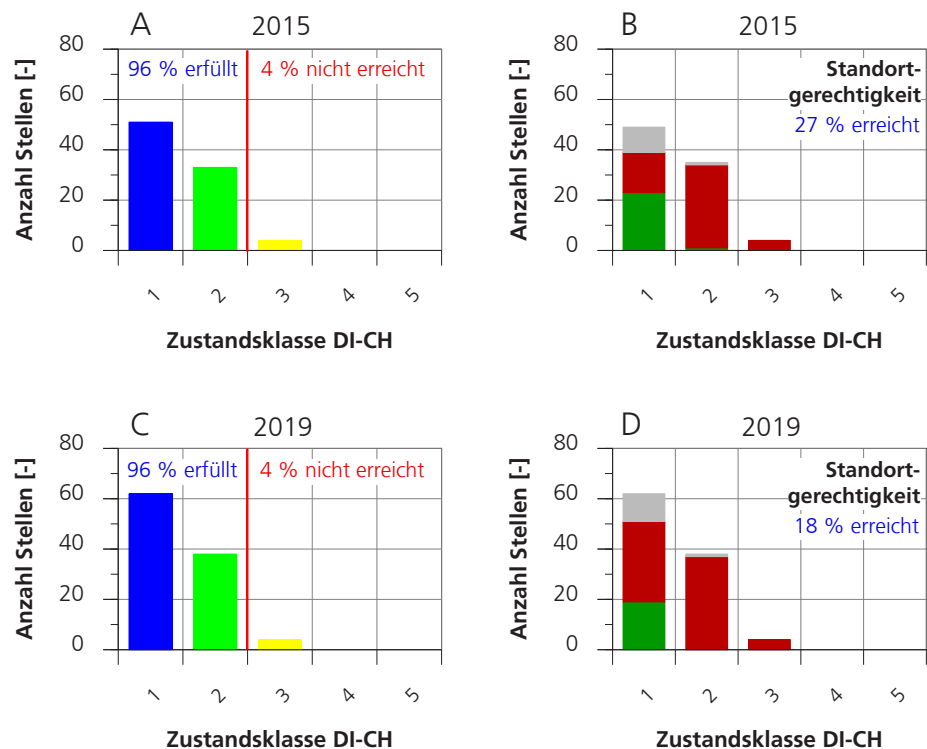 A 2015
80
60
40
20
0
Anzahl Stellen [-]
96 % erfüllt 4 % nicht erreicht
1 2 3 4 5
Zustandsklasse DI-CH
B 2015
80
60
40
20
0
Anzahl Stellen [-]
Standort-
gerechtigkeit
27 % erreicht
1 2 3 4 5
Zustandsklasse DI-CH
C 2019
80
60
40
20
0
Anzahl Stellen [-]
96 % erfüllt 4 % nicht erreicht
1 2 3 4 5
Zustandsklasse DI-CH
D 2019
80
60
40
20
0
Anzahl Stellen [-]
Standort-
gerechtigkeit
18 % erreicht
1 2 3 4 5
Zustandsklasse DI-CH